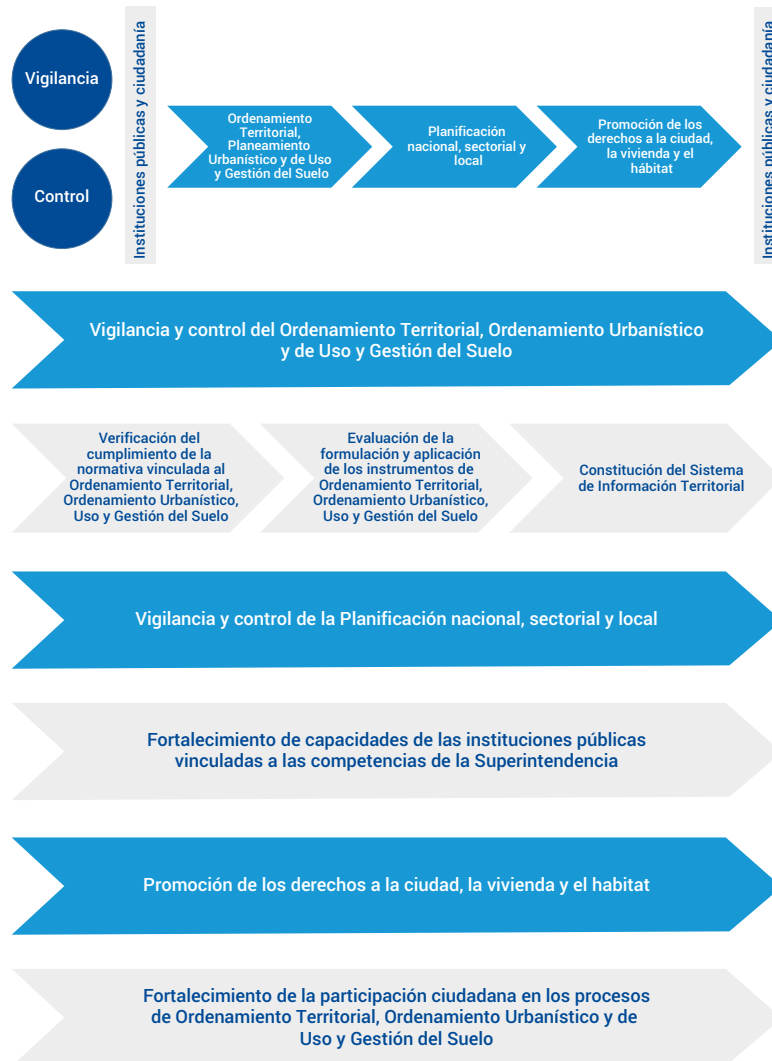 Vigilancia
Control
Instituciones públicas y ciudadanía
Ordenamiento
Territorial,
Planeamiento
Urbanístico y de Uso
y Gestión del Suelo
Planificación
nacional, sectorial y
local
Promoción de los
derechos a la ciudad,
la vivienda y el
hábitat
Instituciones públicas y ciudadanía
Vigilancia y control del Ordenamiento Territorial, Ordenamiento Urbanístico
y de Uso y Gestión del Suelo
Verificación del
cumplimiento de la
normativa vinculada al
Ordenamiento Territorial,
Ordenamiento Urbanístico,
Uso y Gestión del Suelo
Evaluación de la
formulación y aplicación
de los instrumentos de
Ordenamiento Territorial,
Ordenamiento Urbanístico,
Uso y Gestión del Suelo
Constitución del Sistema
de Información Territorial
Vigilancia y control de la Planificación nacional, sectorial y local
Fortalecimiento de capacidades de las instituciones públicas
vinculadas a las competencias de la Superintendencia
Promoción de los derechos a la ciudad, la vivienda y el habitat
Fortalecimiento de la participación ciudadana en los procesos
de Ordenamiento Territorial, Ordenamiento Urbanístico y de
Uso y Gestión del Suelo